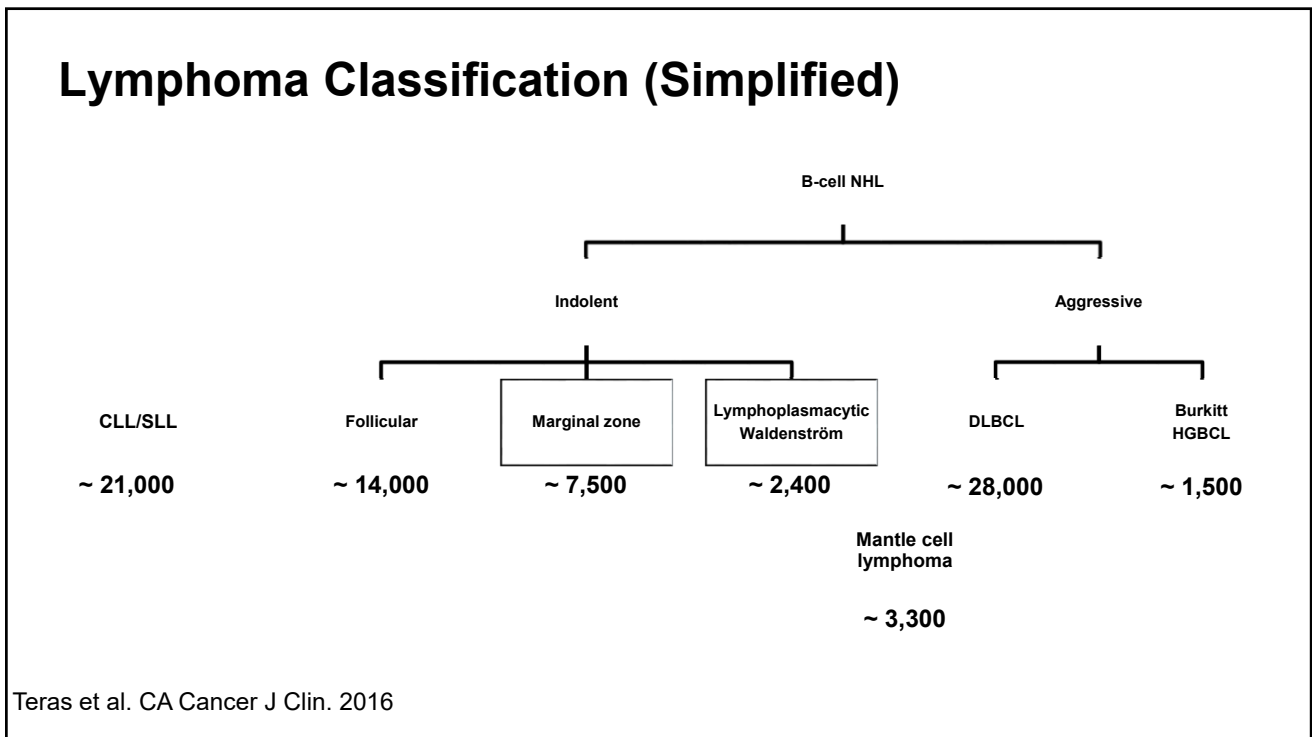 Lymphoma Classification (Simplified)
B-cell NHL
Indolent
Aggressive
CLL/SLL
Follicular
Marginal zone
Lymphoplasmacytic
Waldenström
DLBCL
Burkitt
HGBCL
~ 21,000
~ 14,000
~ 7,500
~ 2,400
~ 28,000
~ 1,500
Mantle cell
lymphoma
~ 3,300
Teras et al. CA Cancer J Clin. 2016